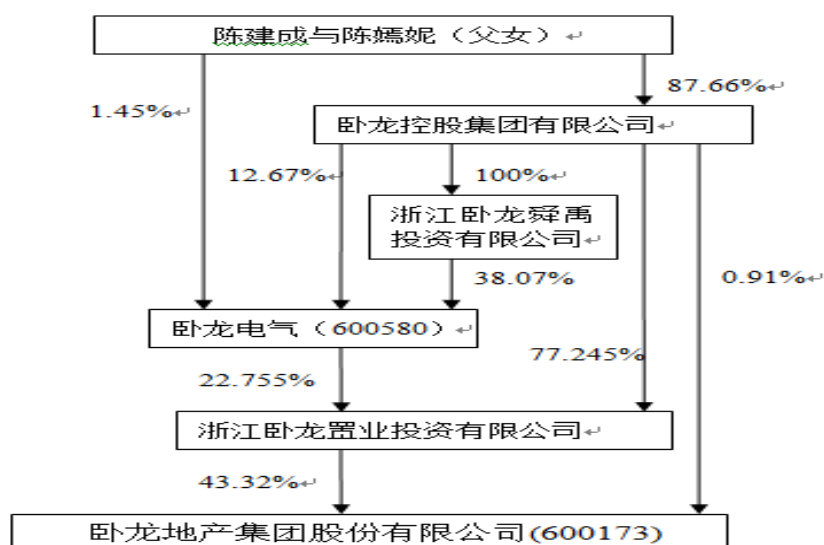 陈建成与陈嫣妮（父女）
87.66%
1.45%
卧龙控股集团有限公司
12.67%
100%
浙江卧龙舜禹
投资有限公司
38.07%
0.91%
卧龙电气（600580）
77.245%
22.755%
浙江卧龙置业投资有限公司
43.32%
卧龙地产集团股份有限公司(600173)